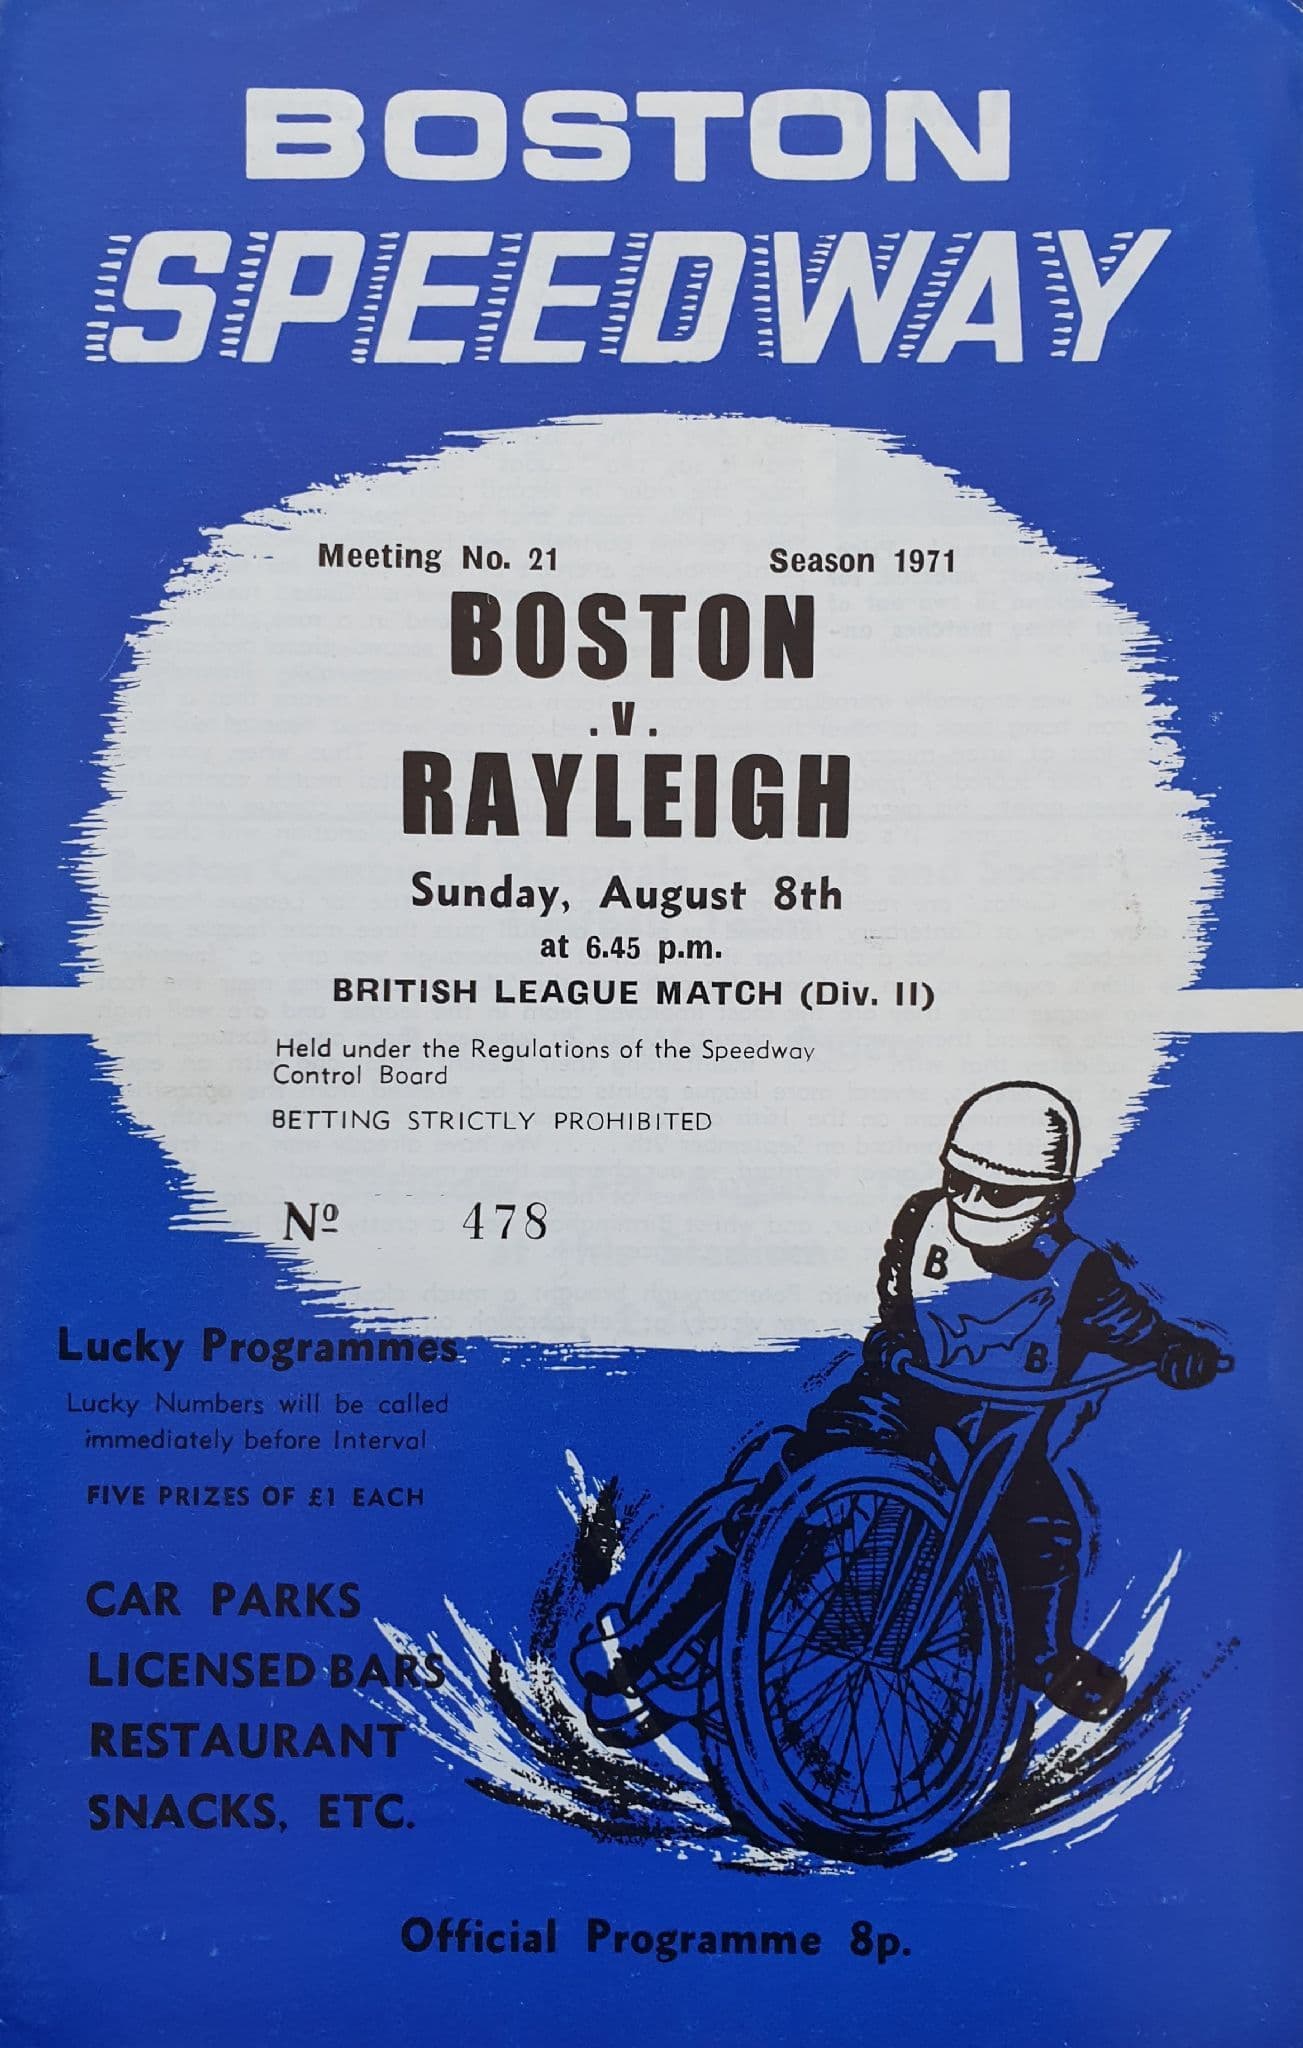 BOSTON
SPEEDWAY
Meeting No. 21 Season 1971
BOSTON
.v.
RAYLEIGH
Sunday, August 8th
at 6.45 p.m.
BRITISH LEAGUE MATCH (Div. II)
Held under the Regulations of the Speedway
Control Board
BETTING STRICTLY PROHIBITED
Nº 478
B
B
Lucky Programmes
Lucky Numbers will be called
immediately before Interval
FIVE PRIZES OF £1 EACH
CAR PARKS
LICENSED BARS
RESTAURANT
SNACKS, ETC.
Official Programme 8p.